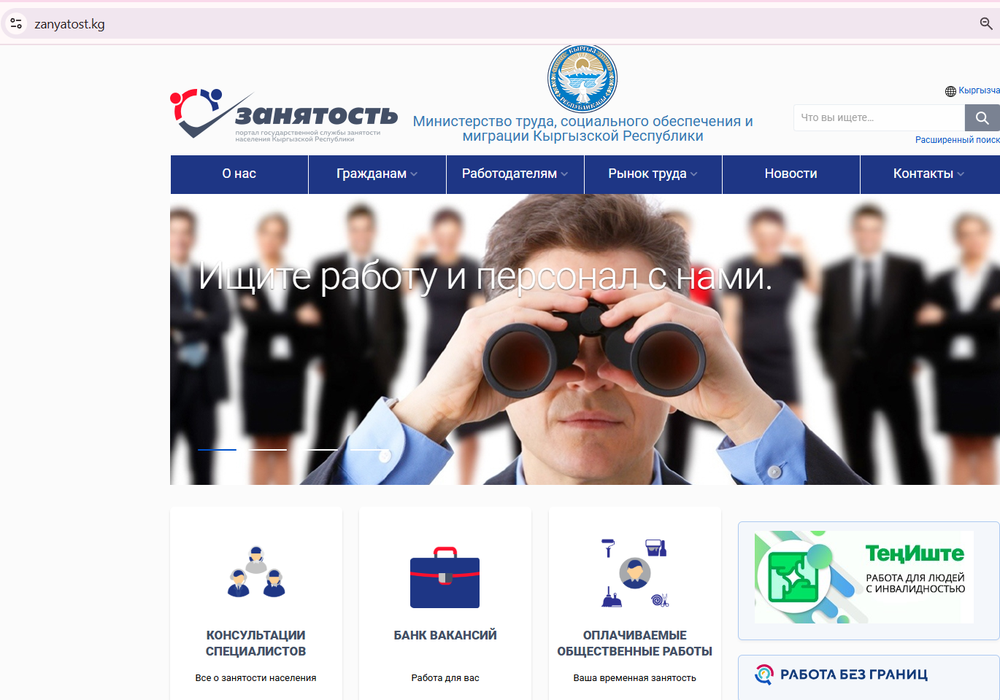 zanyatost.kg
КЫРГЫЗ
РЕСПУБЛИКАСЫ
занятость
портал государственной службы занятости
населения Кыргызской Республики
Министерство труда, социального обеспечения и
миграции Кыргызской Республики
Кыргызча
Что вы ищете...
Расширенный поиск
О нас
Гражданам
Работодателям
Рынок труда
Новости
Контакты
Ищите работу и персонал с нами.
КОНСУЛЬТАЦИИ
СПЕЦИАЛИСТОВ
Все о занятости населения
БАНК ВАКАНСИЙ
Работа для вас
ОПЛАЧИВАЕМЫЕ
ОБЩЕСТВЕННЫЕ РАБОТЫ
Ваша временная занятость
ТеңИште
РАБОТА ДЛЯ ЛЮДЕЙ
С ИНВАЛИДНОСТЬЮ
РАБОТА БЕЗ ГРАНИЦ